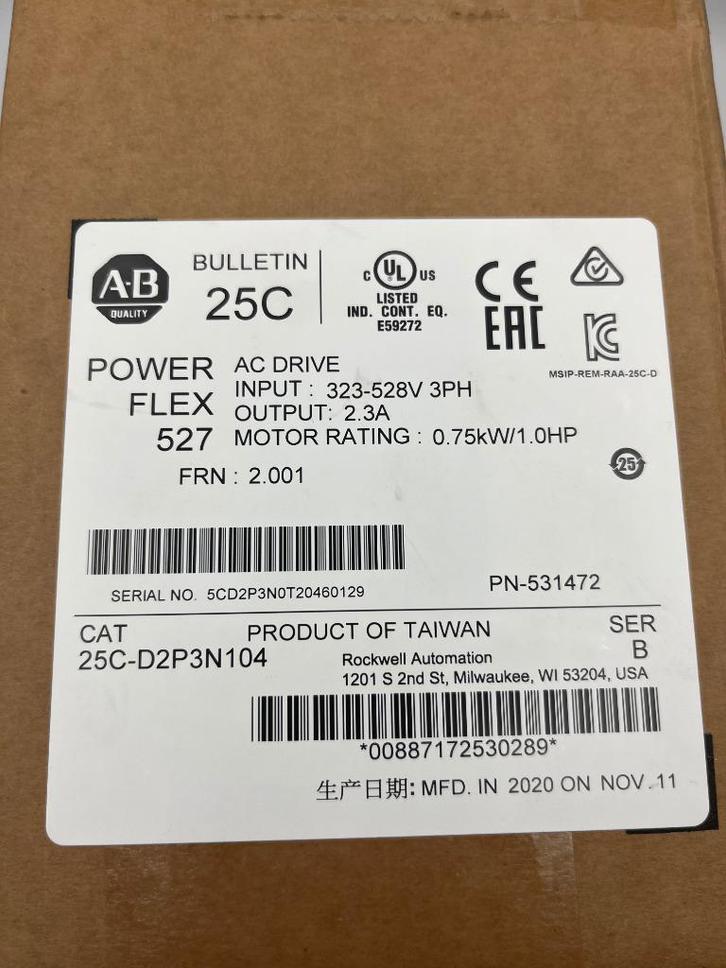 A-B
QUALITY
BULLETIN
25C
C UL US
LISTED
IND. CONT. EQ.
E59272
CE
EAC
MSIP-REM-RAA-25C-D
POWER
FLEX
527
AC DRIVE
INPUT : 323-528V 3PH
OUTPUT: 2.3A
MOTOR RATING : 0.75kW/1.0HP
FRN : 2.001
25
SERIAL NO. 5CD2P3N0T20460129
PN-531472
CAT
25C-D2P3N104
PRODUCT OF TAIWAN
SER
B
Rockwell Automation
1201 S 2nd St, Milwaukee, WI 53204, USA
*00887172530289*
生产日期: MFD. IN 2020 ON NOV.11